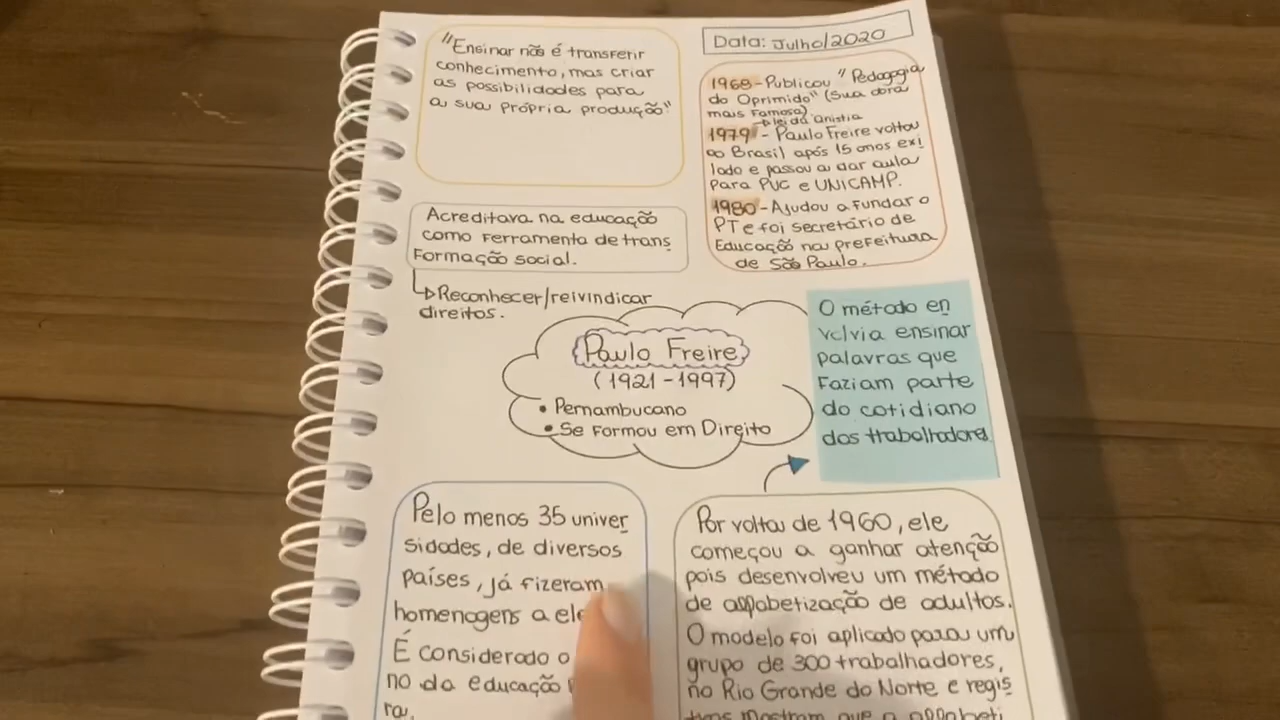 "Ensinar não é transferir
conhecimento, mas criar
as possibilidades para
a sua própria produção"
Data: Julho/2020
1968-Publicou "Pedagogia
do Oprimido" (Sua obra
mais famosa)
lei da anistia
1979 - Paulo Freire voltou
ao Brasil após 15 anos exi
lado e passou a dar aula
para PUC e UNICAMP.
1980-Ajudou a fundar o
PT e foi secretário de
Educação na prefeitura
de São Paulo.
Acreditava na educação
como ferramenta de trans
formação social.
Reconhecer/reivindicar
direitos.
Paulo Freire
(1921-1997)
• Pernambucano
• Se formou em Direito
O método en
volvia ensinar
palavras que
faziam parte
do cotidiano
dos trabalhadores
Pelo menos 35 univer
sidades, de diversos
países, já fizeram
homenagens a ele
É considerado o
no da educação
ra.
Por volta de 1960, ele
começou a ganhar atenção
pois desenvolveu um método
de alfabetização de adultos.
O modelo foi aplicado para um
grupo de 300 trabalhadores,
no Rio Grande do Norte e regis
tros mostram que a alfabeti